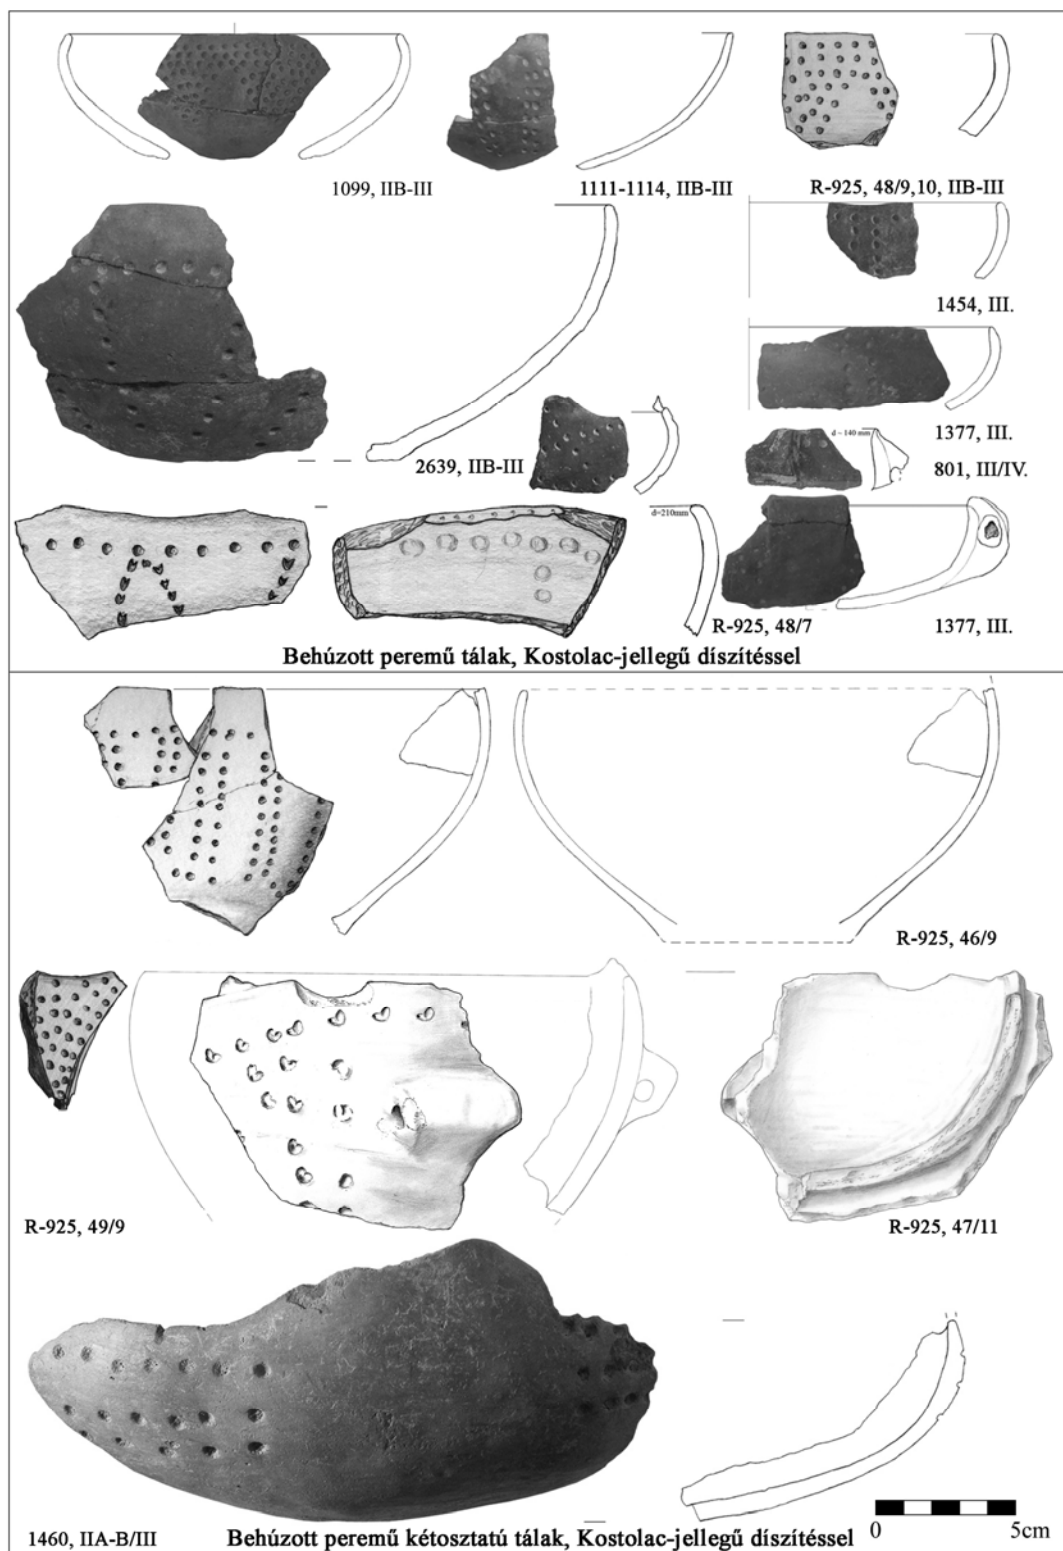 1099, IIB-III
1111-1114, IIB-III
R-925, 48/9,10, IIB-III
1454, III.
1377, III.
d - 140 mm
801, III/IV.
2639, IIB-III
d=210mm
R-925, 48/7
1377, III.
Behúzott peremű tálak, Kostolac-jellegű díszítéssel
R-925, 46/9
R-925, 49/9
R-925, 47/11
1460, IIA-B/III
Behúzott peremű kétosztatú tálak, Kostolac-jellegű díszítéssel
0 5cm